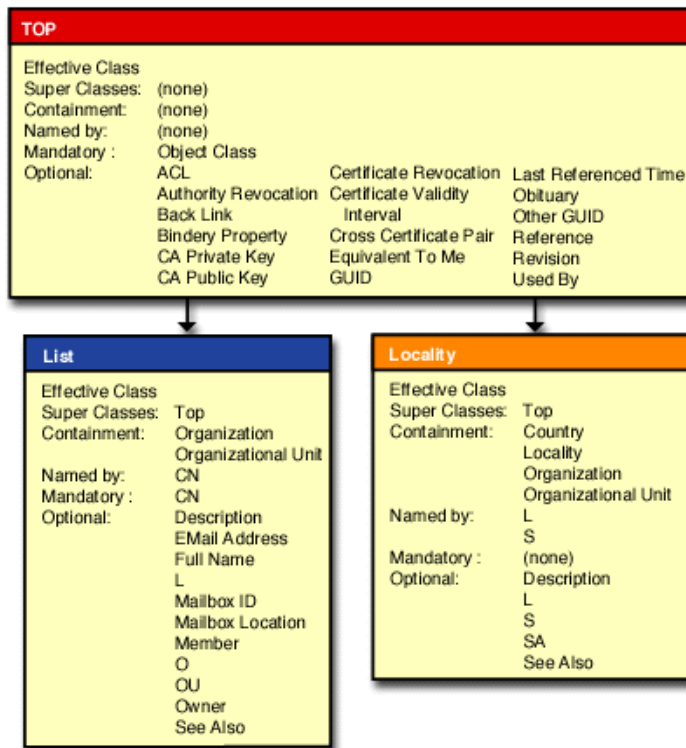 TOP
Effective Class
Super Classes: (none)
Containment: (none)
Named by: (none)
Mandatory : Object Class
Optional: ACL Certificate Revocation Last Referenced Time
Authority Revocation Certificate Validity Obituary
Back Link Interval Other GUID
Bindery Property Cross Certificate Pair Reference
CA Private Key Equivalent To Me Revision
CA Public Key GUID Used By
List
Effective Class
Super Classes: Top
Containment: Organization
Organizational Unit
Named by: CN
Mandatory : CN
Optional: Description
EMail Address
Full Name
L
Mailbox ID
Mailbox Location
Member
O
OU
Owner
See Also
Locality
Effective Class
Super Classes: Top
Containment: Country
Locality
Organization
Organizational Unit
Named by: L
S
Mandatory : (none)
Optional: Description
L
S
SA
See Also